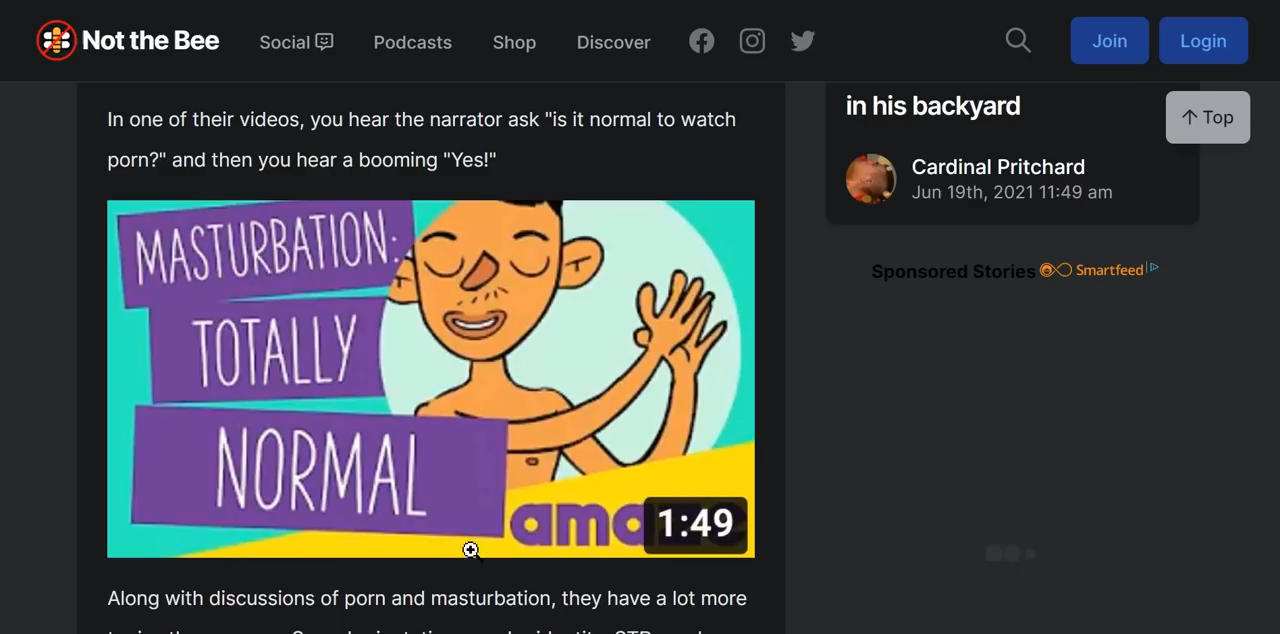 Not the Bee
Social
Podcasts
Shop
Discover
Join
Login
In one of their videos, you hear the narrator ask "is it normal to watch
porn?" and then you hear a booming "Yes!"
MASTURBATION:
TOTALLY
NORMAL
1:49
Along with discussions of porn and masturbation, they have a lot more
in his backyard
Top
Cardinal Pritchard
Jun 19th, 2021 11:49 am
Sponsored Stories
Smartfeed